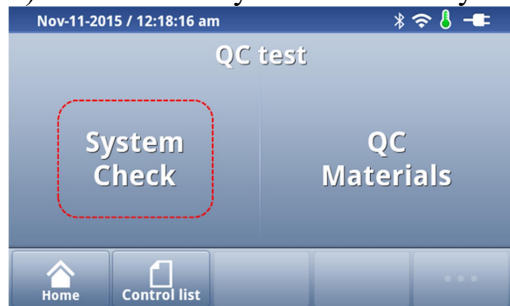 Nov-11-2015 / 12:18:16 am
QC test
System
Check
QC
Materials
Home
Control list